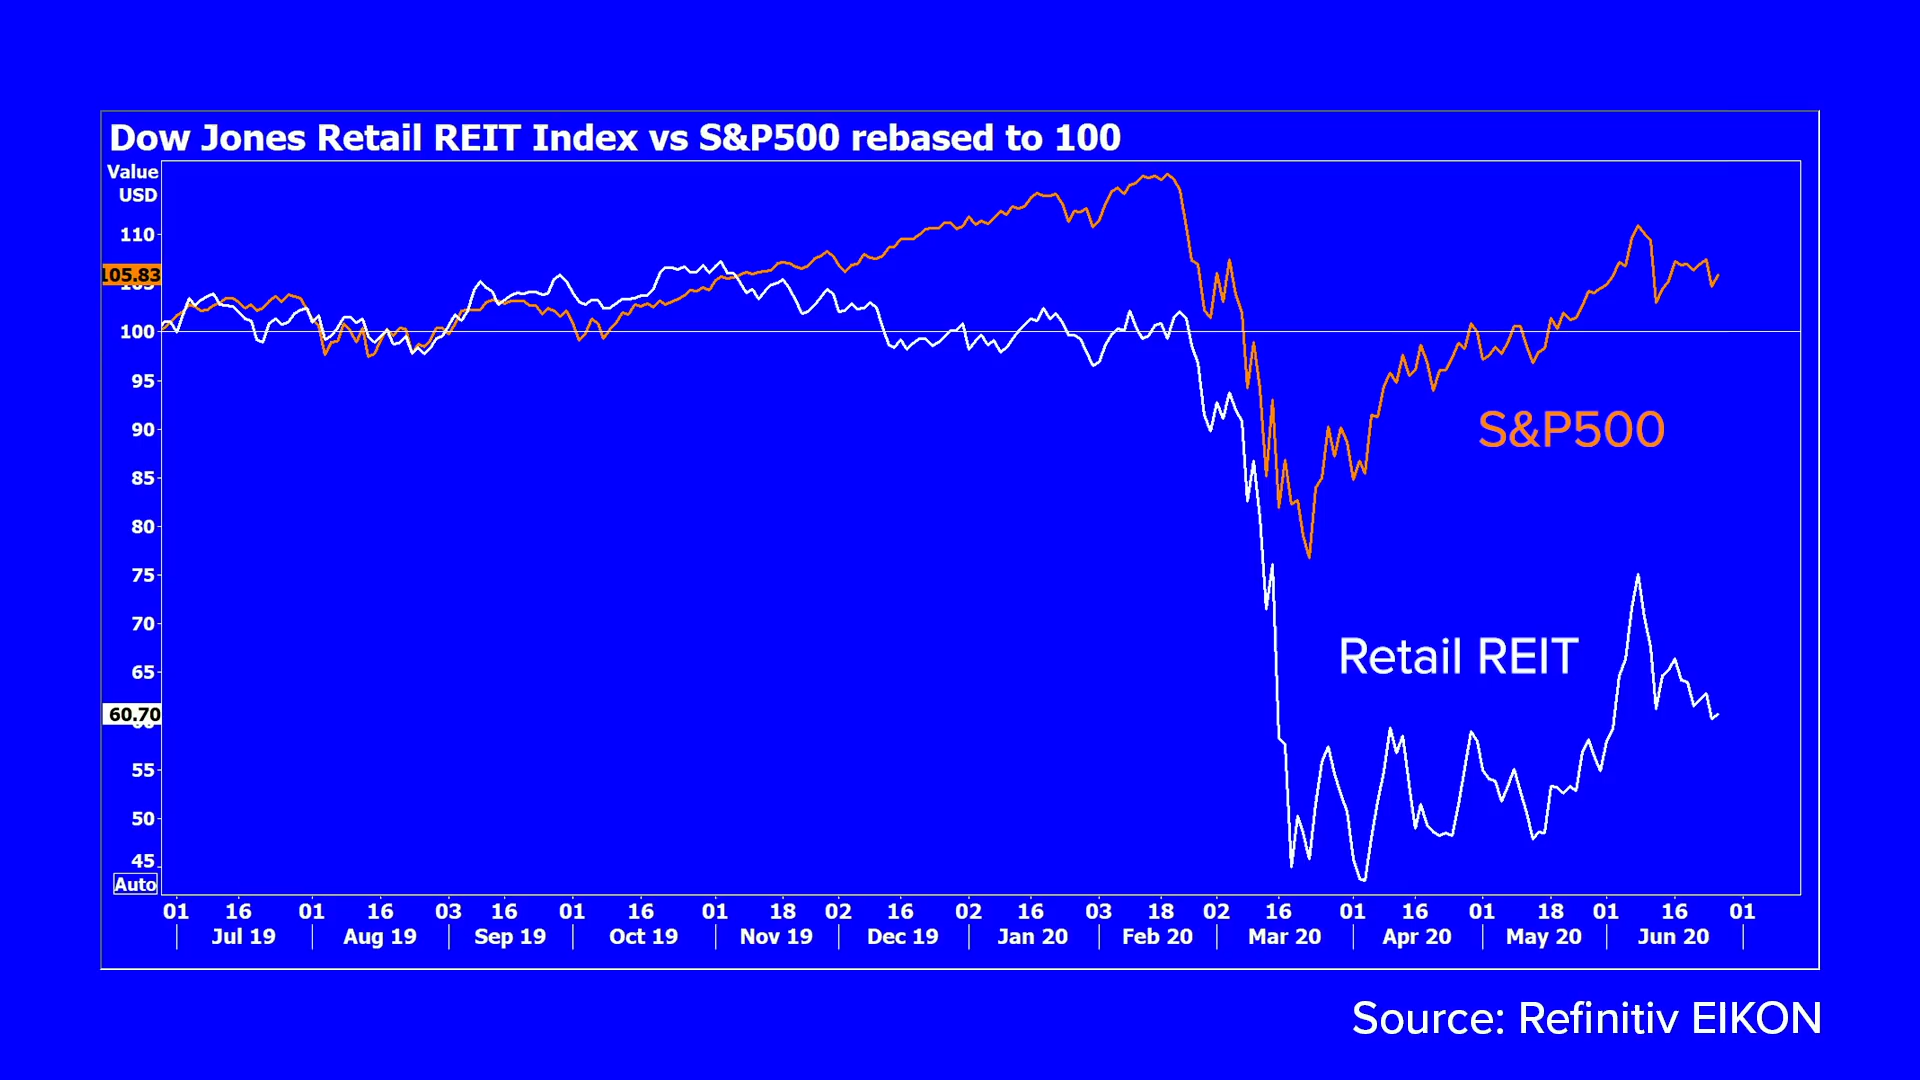 Dow Jones Retail REIT Index vs S&P500 rebased to 100
Value
USD
110
105.83
105
100
95
90
S&P500
85
80
75
70
Retail REIT
65
60.70
60
55
50
45
Auto
01 16 01 16 03 16 01 16 01 18 02 16 02 16 03 18 02 16 01 16 01 18 01 16 01
Jul 19 Aug 19 Sep 19 Oct 19 Nov 19 Dec 19 Jan 20 Feb 20 Mar 20 Apr 20 May 20 Jun 20
Source: Refinitiv EIKON